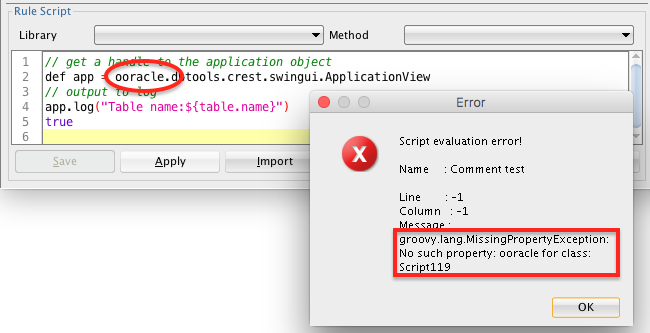 Rule Script
Library
Method
1 // get a handle to the application object
2 def app = ooracle.dbtools.crest.swingui.ApplicationView
3 // output to log
4 app.log("Table name:${table.name}")
5 true
6
Save
Apply
Import
Error
Script evaluation error!
Name : Comment test
Line : -1
Column : -1
Message :
groovy.lang.MissingPropertyException:
No such property: ooracle for class:
Script119
OK